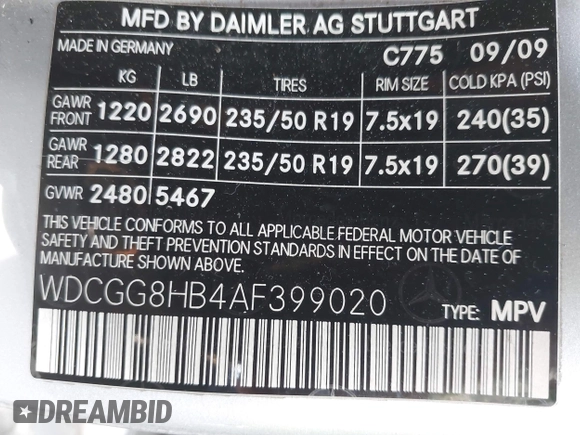 MFD BY DAIMLER AG STUTTGART
MADE IN GERMANY C775 09/09
KG LB TIRES RIM SIZE COLD KPA (PSI)
GAWR FRONT 1220 2690 235/50 R19 7.5x19 240(35)
GAWR REAR 1280 2822 235/50 R19 7.5x19 270(39)
GVWR 2480 5467
THIS VEHICLE CONFORMS TO ALL APPLICABLE FEDERAL MOTOR VEHICLE
SAFETY AND THEFT PREVENTION STANDARDS IN EFFECT ON THE DATE OF
WDCGG8HB4AF399020
TYPE: MPV
DREAMBID